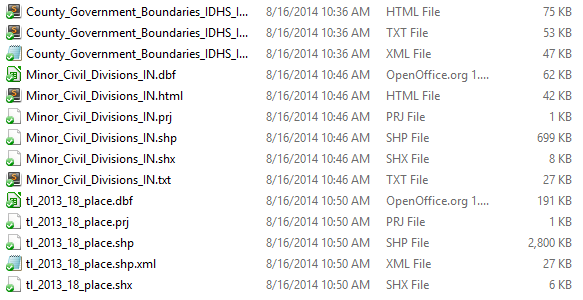 County_Government_Boundaries_IDHS_I... 8/16/2014 10:36 AM HTML File 75 KB
County_Government_Boundaries_IDHS_I... 8/16/2014 10:36 AM TXT File 53 KB
County_Government_Boundaries_IDHS_I... 8/16/2014 10:36 AM XML File 47 KB
Minor_Civil_Divisions_IN.dbf 8/16/2014 10:46 AM OpenOffice.org 1.... 62 KB
Minor_Civil_Divisions_IN.html 8/16/2014 10:46 AM HTML File 42 KB
Minor_Civil_Divisions_IN.prj 8/16/2014 10:46 AM PRJ File 1 KB
Minor_Civil_Divisions_IN.shp 8/16/2014 10:46 AM SHP File 699 KB
Minor_Civil_Divisions_IN.shx 8/16/2014 10:46 AM SHX File 8 KB
Minor_Civil_Divisions_IN.txt 8/16/2014 10:46 AM TXT File 27 KB
tl_2013_18_place.dbf 8/16/2014 10:50 AM OpenOffice.org 1.... 191 KB
tl_2013_18_place.prj 8/16/2014 10:50 AM PRJ File 1 KB
tl_2013_18_place.shp 8/16/2014 10:50 AM SHP File 2,800 KB
tl_2013_18_place.shp.xml 8/16/2014 10:50 AM XML File 27 KB
tl_2013_18_place.shx 8/16/2014 10:50 AM SHX File 6 KB